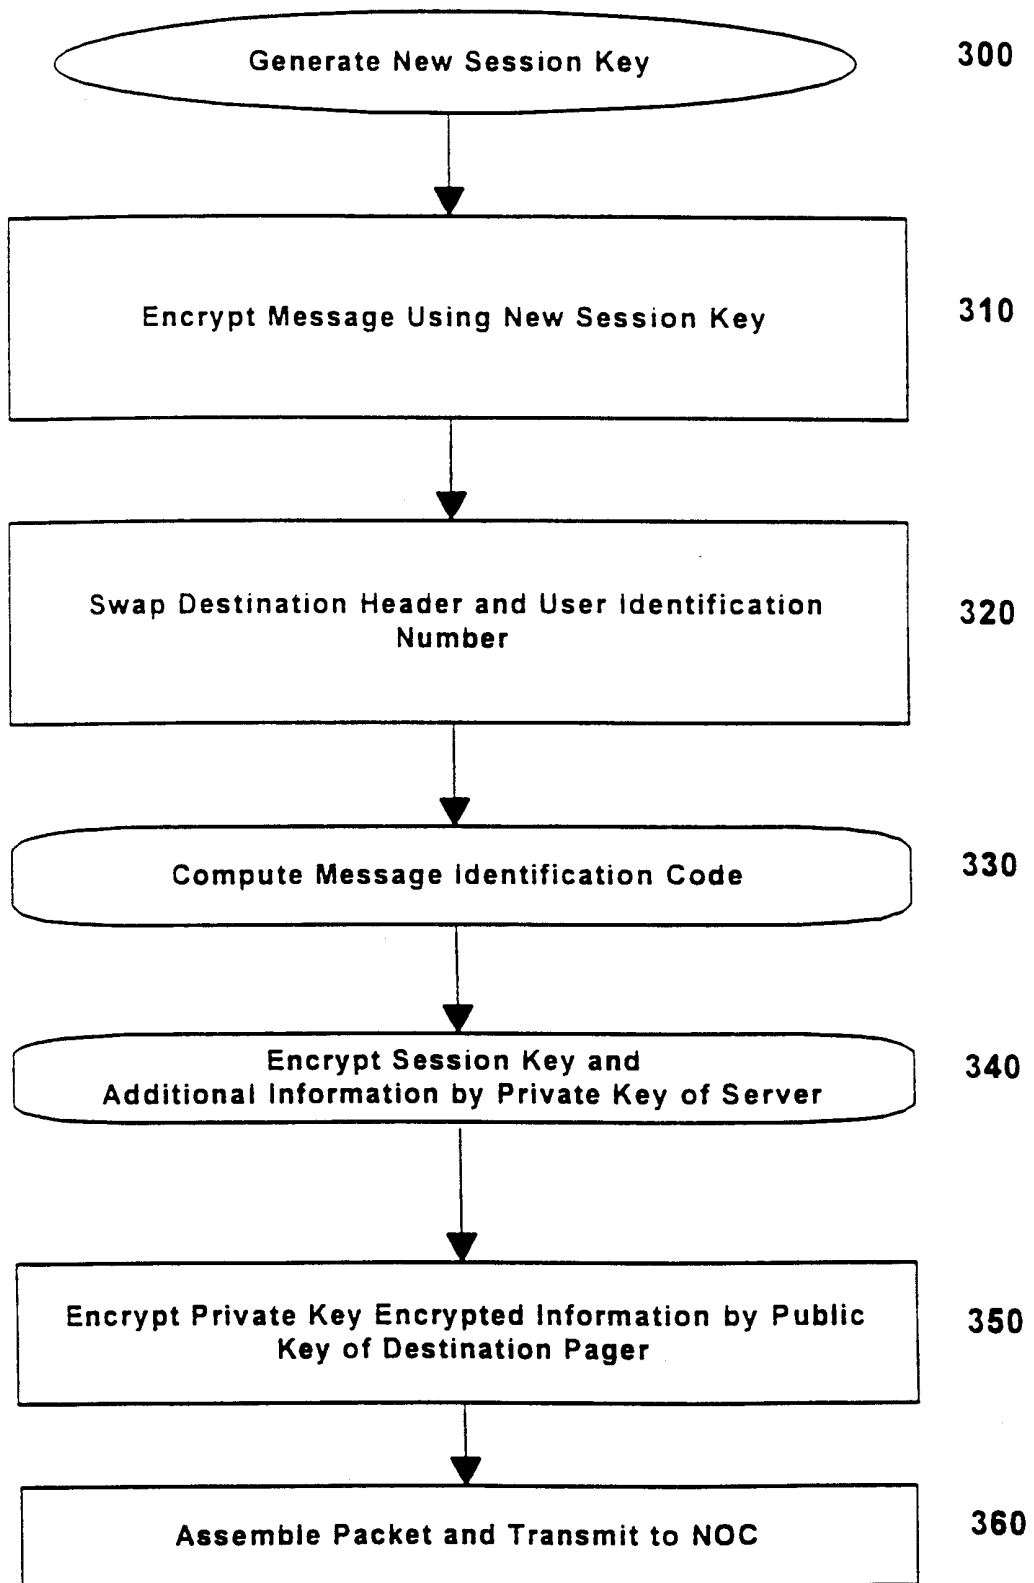 Generate New Session Key
300
Encrypt Message Using New Session Key
310
Swap Destination Header and User Identification
Number
320
Compute Message Identification Code
330
Encrypt Session Key and
Additional Information by Private Key of Server
340
Encrypt Private Key Encrypted Information by Public
Key of Destination Pager
350
Assemble Packet and Transmit to NOC
360